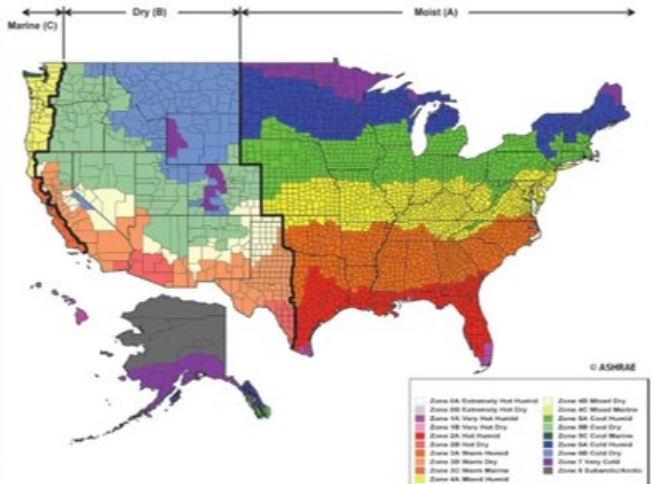 Marine (C)
Dry (B)
Moist (A)
© ASHRAE
Zone 0A Extremely Hot Humid
Zone 0B Extremely Hot Dry
Zone 1A Very Hot Humid
Zone 1B Very Hot Dry
Zone 2A Hot Humid
Zone 2B Hot Dry
Zone 3A Warm Humid
Zone 3B Warm Dry
Zone 3C Warm Marine
Zone 4A Mixed Humid
Zone 4B Mixed Dry
Zone 4C Mixed Marine
Zone 5A Cool Humid
Zone 5B Cool Dry
Zone 5C Cool Marine
Zone 6A Cold Humid
Zone 6B Cold Dry
Zone 7 Very Cold
Zone 8 Subarctic/Arctic